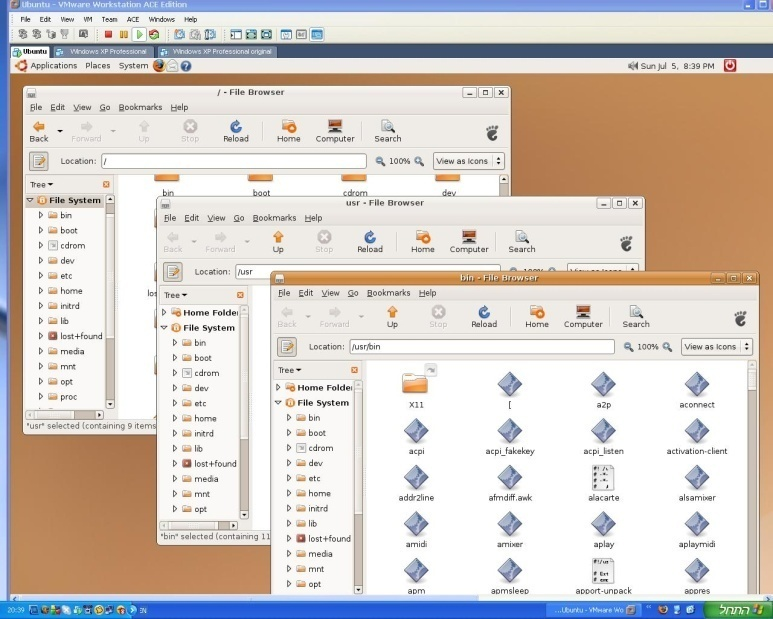 Ubuntu - VMware Workstation ACE Edition
File Edit View VM Team ACE Windows Help
Ubuntu Windows XP Professional Windows XP Professional original
Applications Places System Sun Jul 5, 8:39 PM
/ - File Browser
File Edit View Go Bookmarks Help
Back Forward Up Stop Reload Home Computer Search
Location: / 100% View as Icons
Tree
bin boot cdrom dev
File System
bin
boot
cdrom
dev
etc
home
initrd
lib
lost+found
media
mnt
opt
proc
"usr" selected (containing 9 items
usr - File Browser
File Edit View Go Bookmarks Help
Back Forward Up Stop Reload Home Computer Search
Location: /usr
Tree
Home Folder
File System
bin
boot
cdrom
dev
etc
home
initrd
lib
lost+found
media
mnt
opt
"bin" selected (containing 11
bin - File Browser
File Edit View Go Bookmarks Help
Back Forward Up Stop Reload Home Computer Search
Location: /usr/bin 100% View as Icons
Tree
Home Folder
File System
bin
boot
cdrom
dev
etc
home
initrd
lib
lost+found
media
mnt
opt
X11 [ a2p aconnect
acpi acpi_fakekey acpi_listen activation-client
addr2line afmdiff.awk alacarte alsamixer
amidi amixer aplay aplaymidi
apm apmsleep apport-unpack appres
20:39 EN ...Ubuntu - VMware Wo התחל